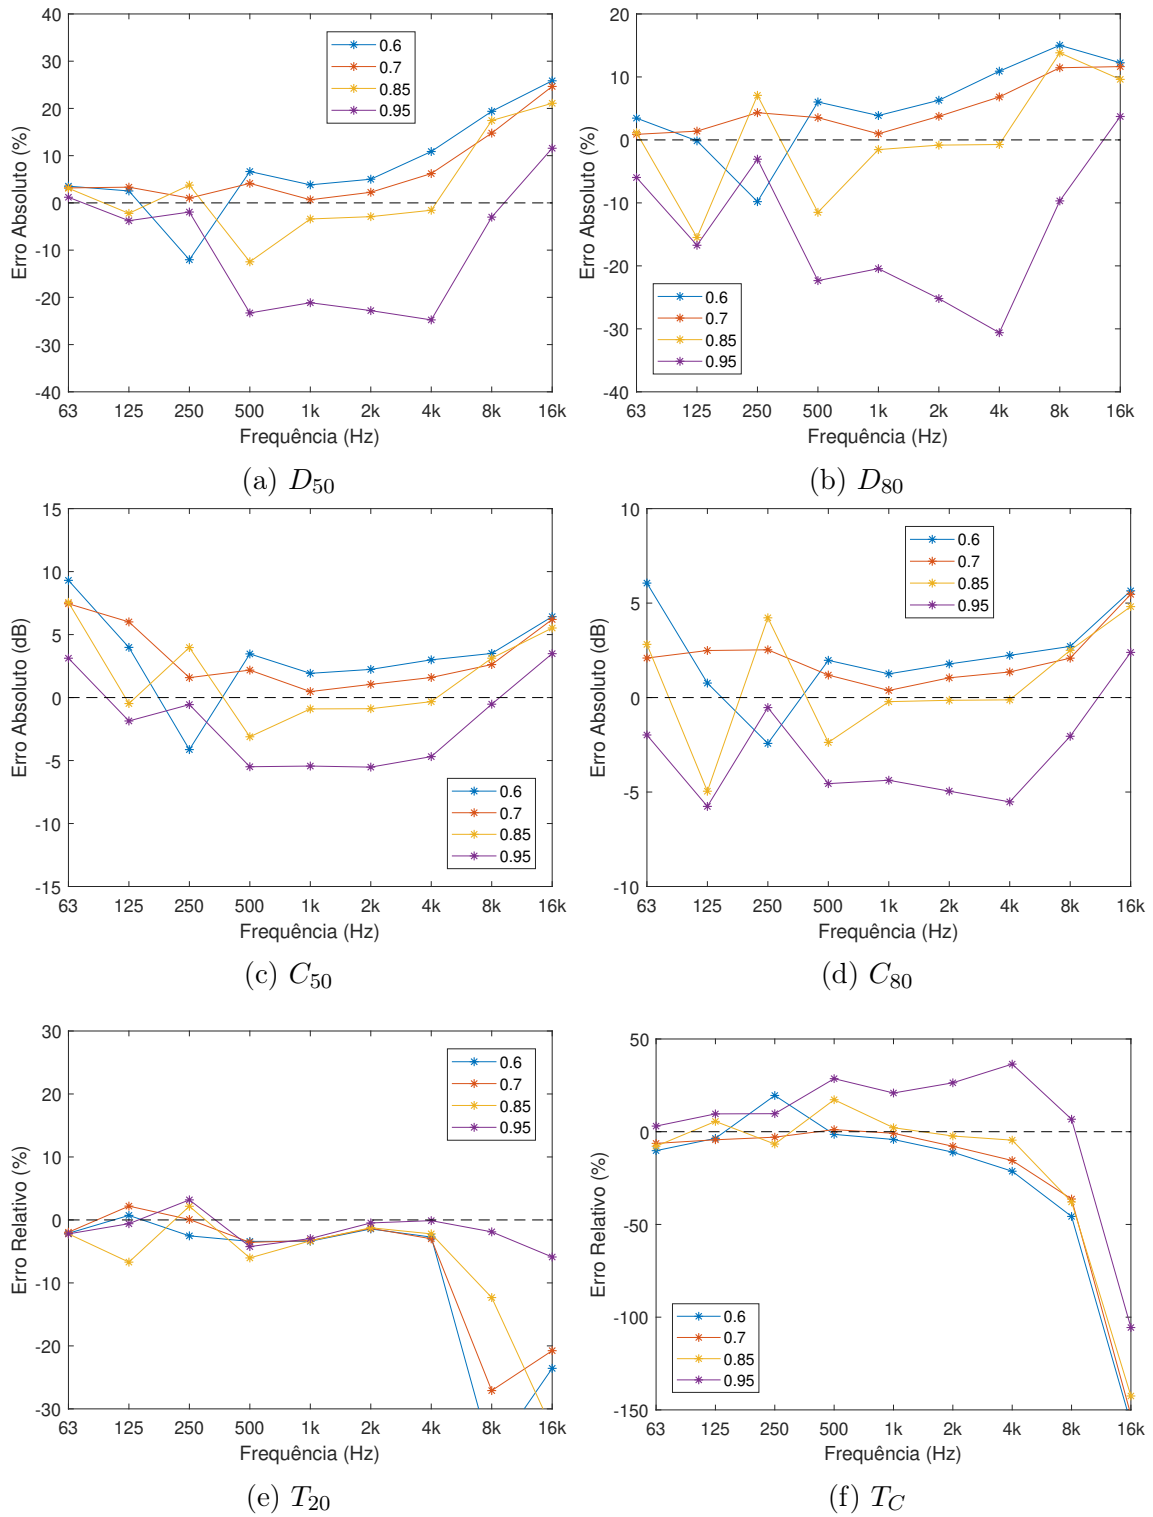 40
30
20
10
0
-10
-20
-30
-40
Erro Absoluto (%)
0.6
0.7
0.85
0.95
63 125 250 500 1k 2k 4k 8k 16k
Frequência (Hz)
(a) D50
20
10
0
-10
-20
-30
-40
Erro Absoluto (%)
0.6
0.7
0.85
0.95
63 125 250 500 1k 2k 4k 8k 16k
Frequência (Hz)
(b) D80
15
10
5
0
-5
-10
-15
Erro Absoluto (dB)
0.6
0.7
0.85
0.95
63 125 250 500 1k 2k 4k 8k 16k
Frequência (Hz)
(c) C50
10
5
0
-5
-10
Erro Absoluto (dB)
0.6
0.7
0.85
0.95
63 125 250 500 1k 2k 4k 8k 16k
Frequência (Hz)
(d) C80
30
20
10
0
-10
-20
-30
Erro Relativo (%)
0.6
0.7
0.85
0.95
63 125 250 500 1k 2k 4k 8k 16k
Frequência (Hz)
(e) T20
50
0
-50
-100
-150
Erro Relativo (%)
0.6
0.7
0.85
0.95
63 125 250 500 1k 2k 4k 8k 16k
Frequência (Hz)
(f) TC